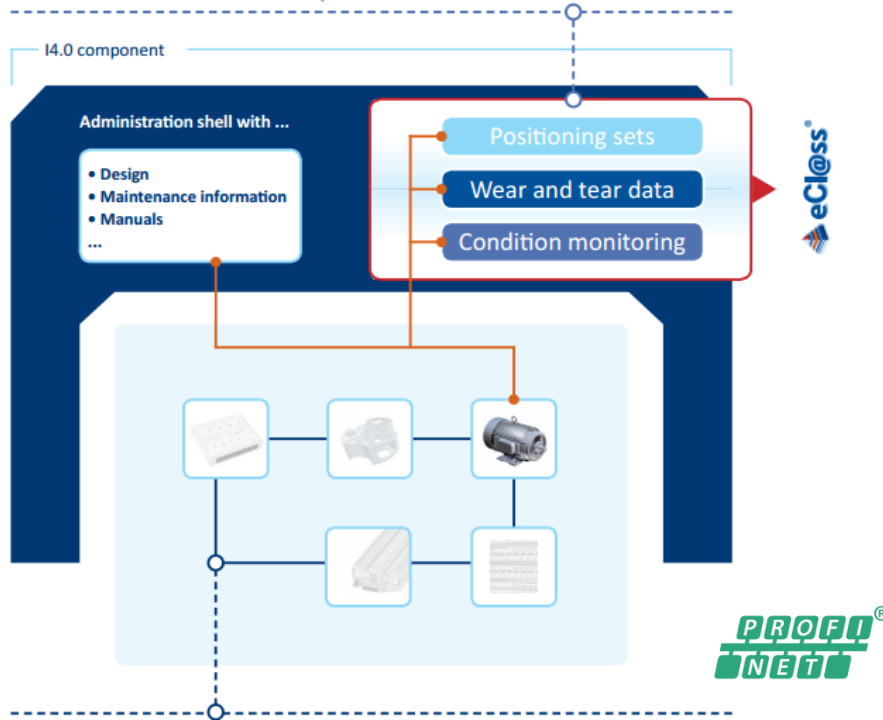 I4.0 component
Administration shell with ...
• Design
• Maintenance information
• Manuals
...
Positioning sets
Wear and tear data
Condition monitoring
eCl@ss®
PROFI®
NET